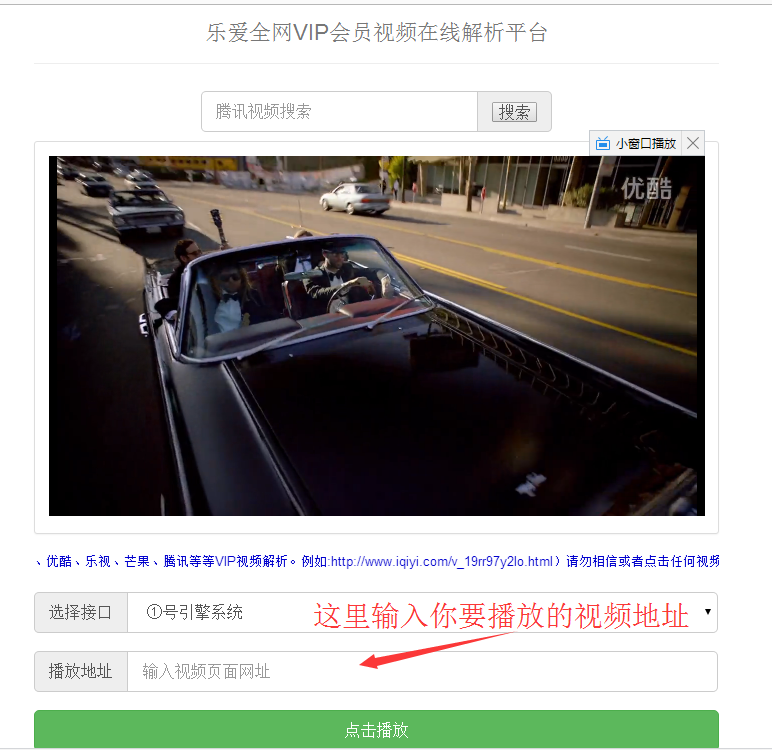 乐爱全网VIP会员视频在线解析平台
腾讯视频搜索 搜索
小窗口播放
优酷
、优酷、乐视、芒果、腾讯等等VIP视频解析。例如:http://www.iqiyi.com/v_19rr97y2lo.html）请勿相信或者点击任何视频
选择接口 ①号引擎系统 这里输入你要播放的视频地址
播放地址 输入视频页面网址
点击播放